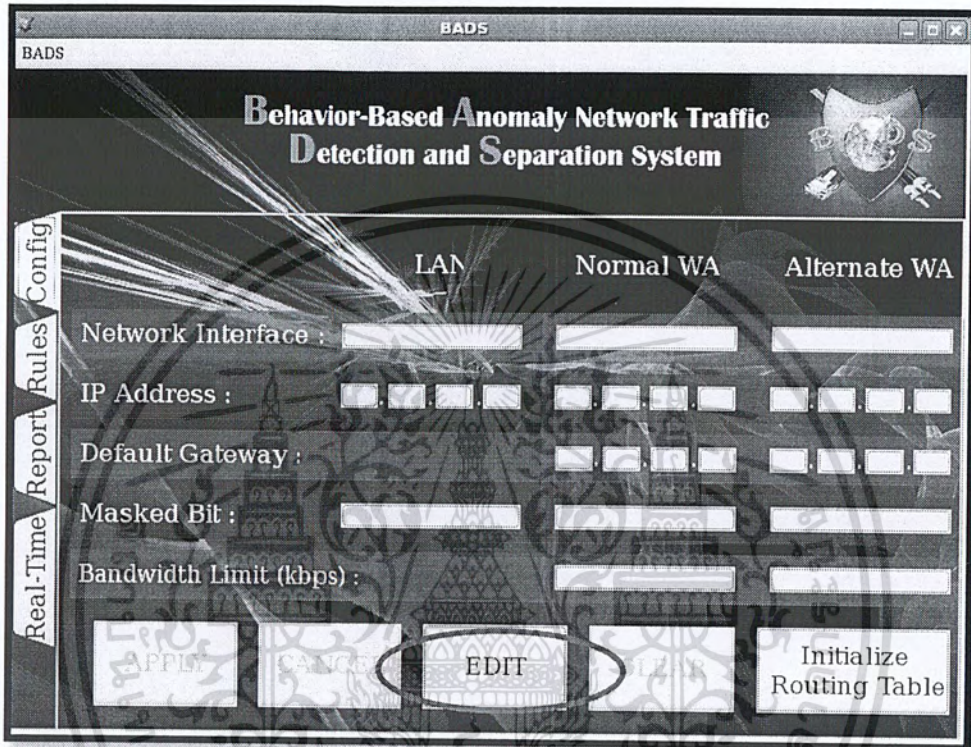 BADS
BADS
Behavior-Based Anomaly Network Traffic
Detection and Separation System
B DS
Config
Rules
Report
Real-Time
LAN Normal WA Alternate WA
Network Interface :
IP Address :
Default Gateway :
Masked Bit :
Bandwidth Limit (kbps) :
APPLY CANCEL EDIT CLEAR Initialize
Routing Table